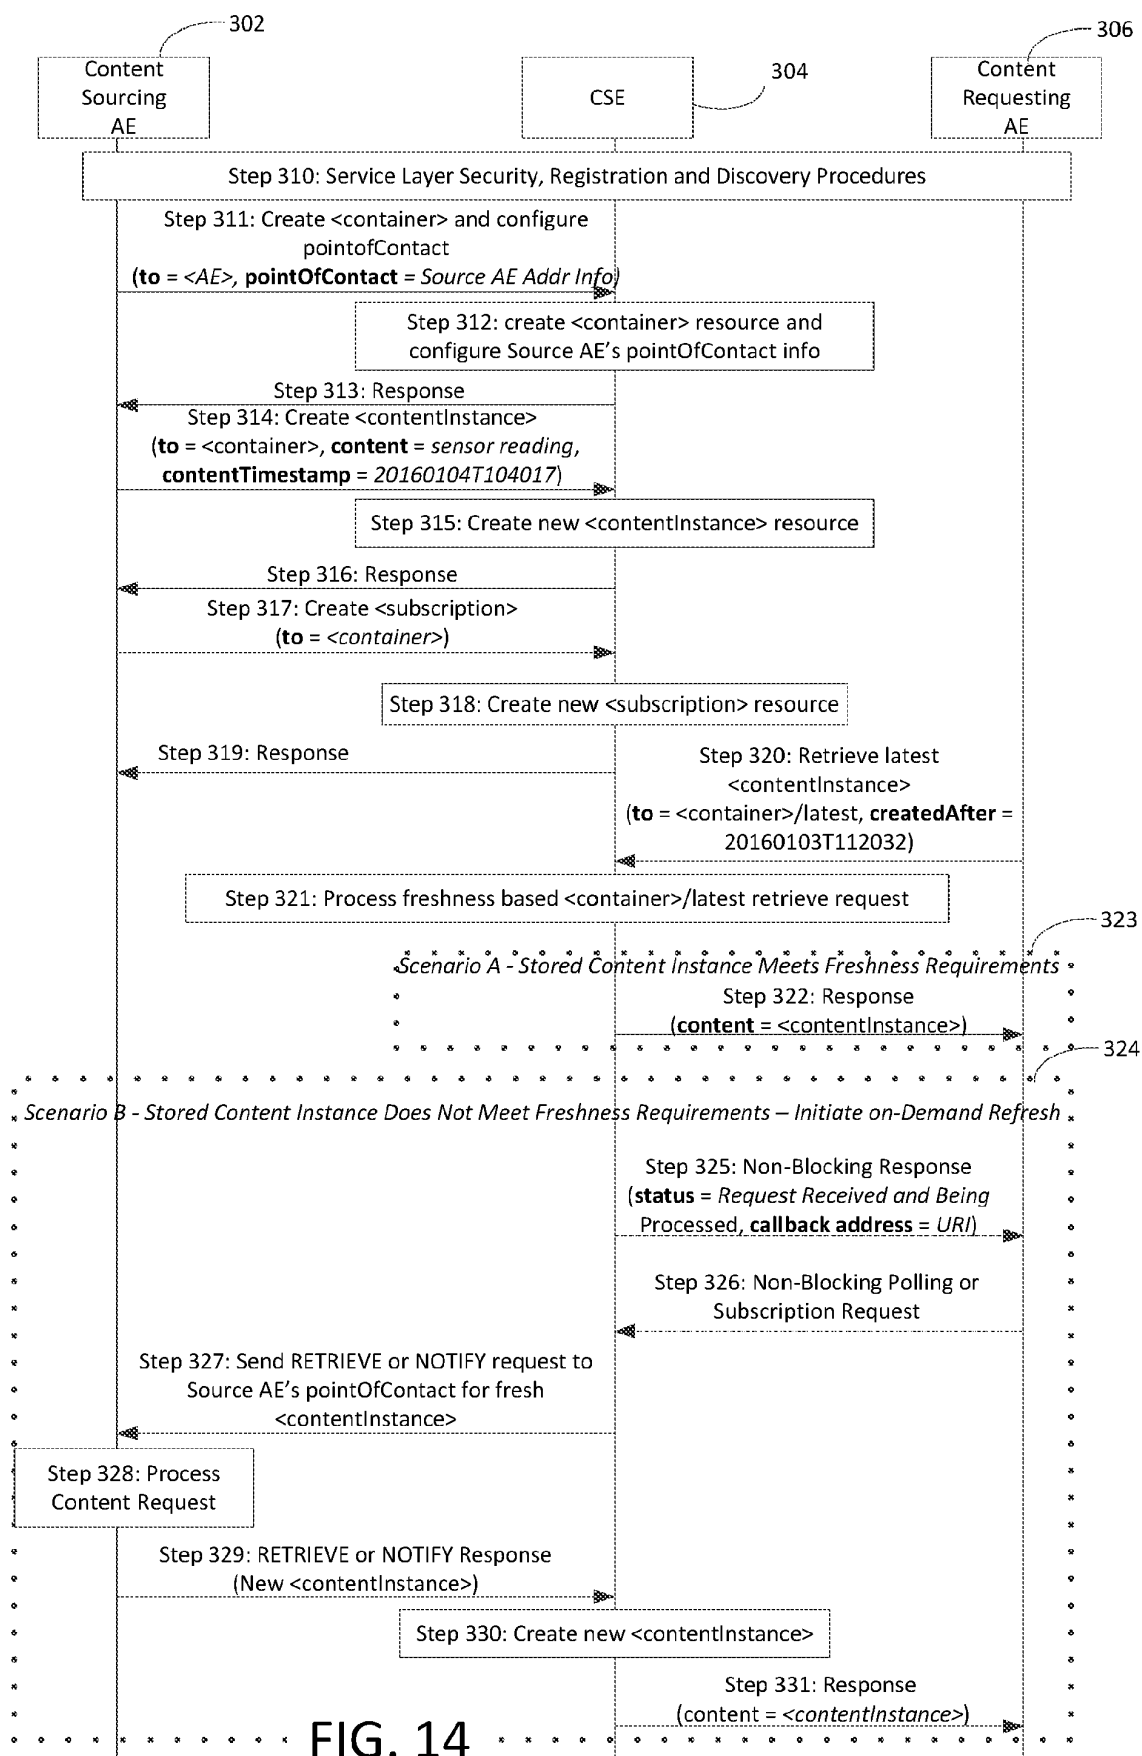 302
306
304
Content
Sourcing
AE
CSE
Content
Requesting
AE
Step 310: Service Layer Security, Registration and Discovery Procedures
Step 311: Create <container> and configure
pointofContact
(to = <AE>, pointOfContact = Source AE Addr Info)
Step 312: create <container> resource and
configure Source AE's pointOfContact info
Step 313: Response
Step 314: Create <contentInstance>
(to = <container>, content = sensor reading,
contentTimestamp = 20160104T104017)
Step 315: Create new <contentInstance> resource
Step 316: Response
Step 317: Create <subscription>
(to = <container>)
Step 318: Create new <subscription> resource
Step 319: Response
Step 320: Retrieve latest
<contentInstance>
(to = <container>/latest, createdAfter =
20160103T112032)
Step 321: Process freshness based <container>/latest retrieve request
323
Scenario A - Stored Content Instance Meets Freshness Requirements
Step 322: Response
(content = <contentInstance>)
324
Scenario B - Stored Content Instance Does Not Meet Freshness Requirements – Initiate on-Demand Refresh
Step 325: Non-Blocking Response
(status = Request Received and Being
Processed, callback address = URI)
Step 326: Non-Blocking Polling or
Subscription Request
Step 327: Send RETRIEVE or NOTIFY request to
Source AE's pointOfContact for fresh
<contentInstance>
Step 328: Process
Content Request
Step 329: RETRIEVE or NOTIFY Response
(New <contentInstance>)
Step 330: Create new <contentInstance>
Step 331: Response
(content = <contentInstance>)
FIG. 14